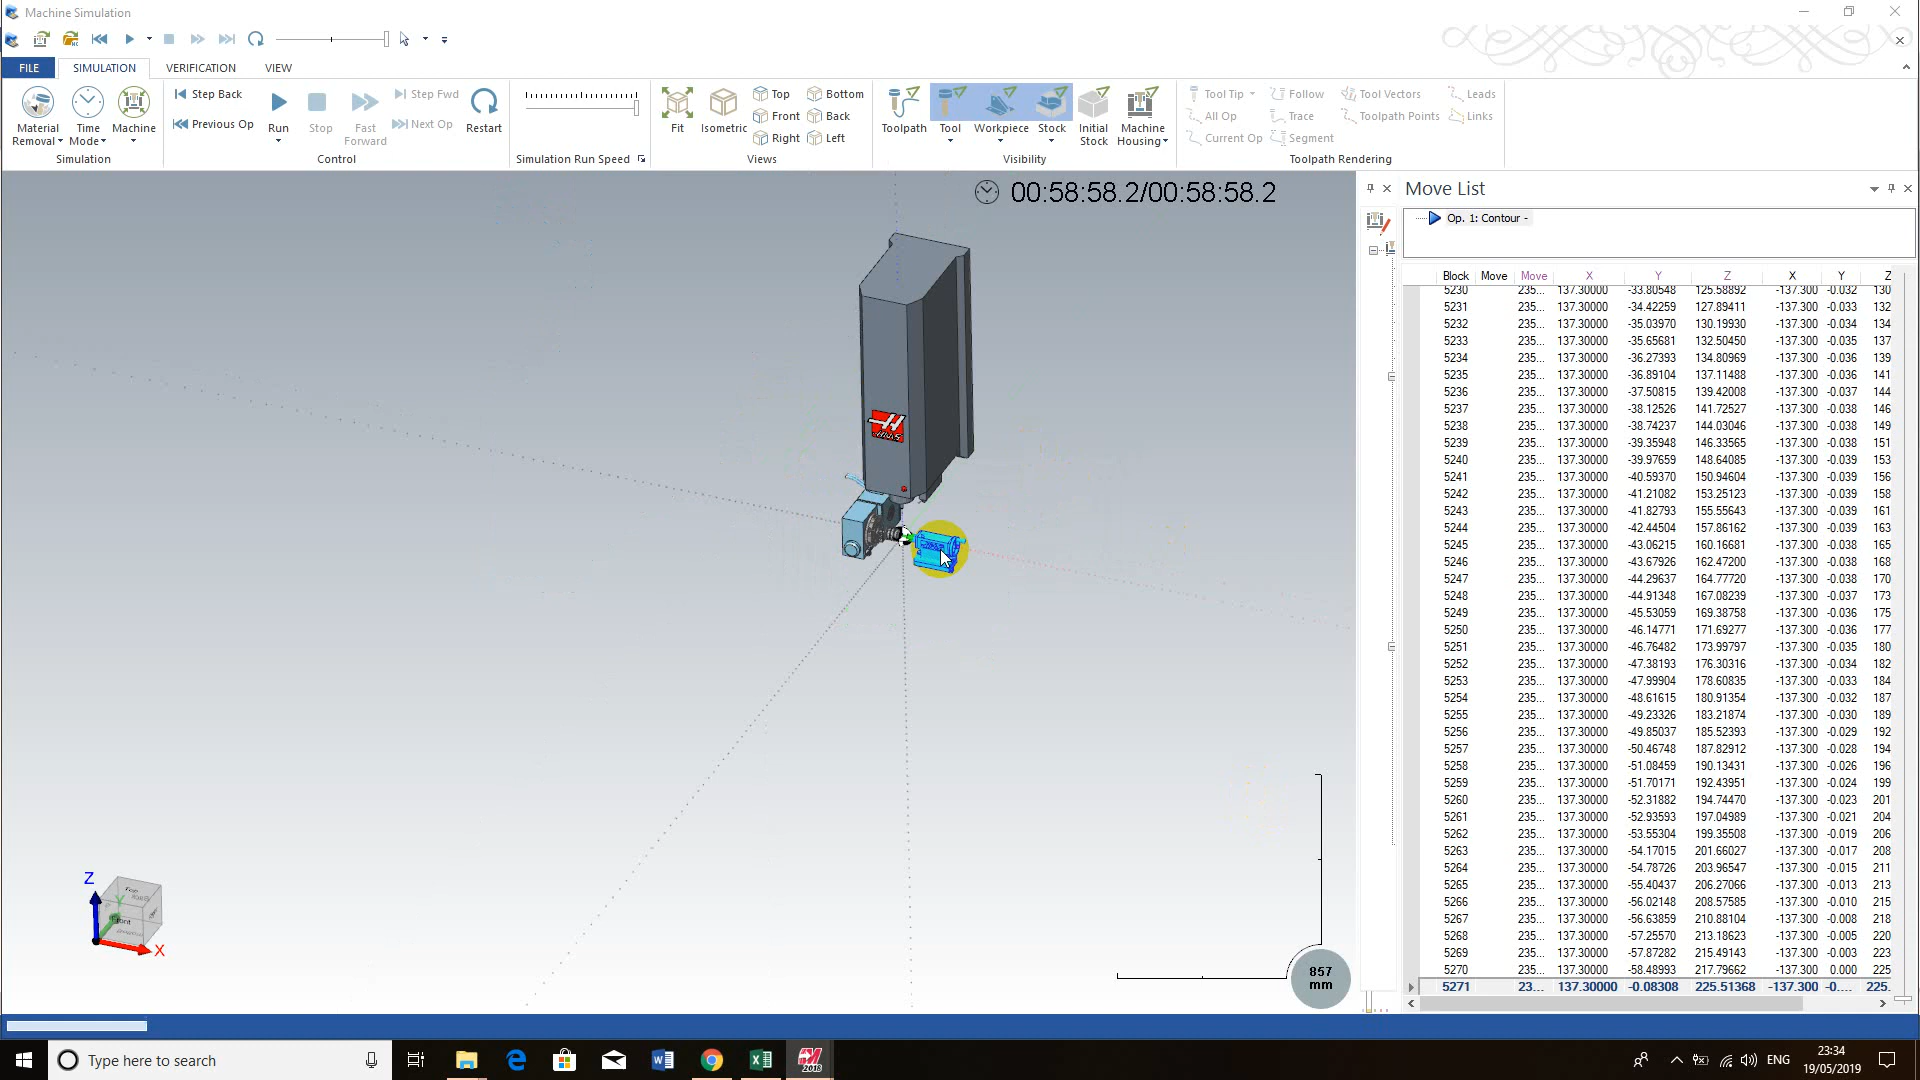 Machine Simulation
FILE SIMULATION VERIFICATION VIEW
Material Removal Time Mode Machine
Simulation
Step Back
Previous Op
Run Stop Fast Forward
Step Fwd
Next Op
Restart
Control
Simulation Run Speed
Fit Isometric
Top Bottom
Front Back
Right Left
Views
Toolpath Tool Workpiece Stock Initial Stock Machine Housing
Visibility
Tool Tip Follow Tool Vectors Leads
All Op Trace Toolpath Points Links
Current Op Segment
Toolpath Rendering
00:58:58.2/00:58:58.2
HAAS
Z
Top
Front
X
857
mm
Move List
Op. 1: Contour -
Block Move Move X Y Z X Y Z
5230 235... 137.30000 -33.80548 125.58892 -137.300 -0.032 130
5231 235... 137.30000 -34.42259 127.89411 -137.300 -0.033 132
5232 235... 137.30000 -35.03970 130.19930 -137.300 -0.034 134
5233 235... 137.30000 -35.65681 132.50450 -137.300 -0.035 137
5234 235... 137.30000 -36.27393 134.80969 -137.300 -0.036 139
5235 235... 137.30000 -36.89104 137.11488 -137.300 -0.036 141
5236 235... 137.30000 -37.50815 139.42008 -137.300 -0.037 144
5237 235... 137.30000 -38.12526 141.72527 -137.300 -0.038 146
5238 235... 137.30000 -38.74237 144.03046 -137.300 -0.038 149
5239 235... 137.30000 -39.35948 146.33565 -137.300 -0.038 151
5240 235... 137.30000 -39.97659 148.64085 -137.300 -0.039 153
5241 235... 137.30000 -40.59370 150.94604 -137.300 -0.039 156
5242 235... 137.30000 -41.21082 153.25123 -137.300 -0.039 158
5243 235... 137.30000 -41.82793 155.55643 -137.300 -0.039 161
5244 235... 137.30000 -42.44504 157.86162 -137.300 -0.039 163
5245 235... 137.30000 -43.06215 160.16681 -137.300 -0.038 165
5246 235... 137.30000 -43.67926 162.47200 -137.300 -0.038 168
5247 235... 137.30000 -44.29637 164.77720 -137.300 -0.038 170
5248 235... 137.30000 -44.91348 167.08239 -137.300 -0.037 173
5249 235... 137.30000 -45.53059 169.38758 -137.300 -0.036 175
5250 235... 137.30000 -46.14771 171.69277 -137.300 -0.036 177
5251 235... 137.30000 -46.76482 173.99797 -137.300 -0.035 180
5252 235... 137.30000 -47.38193 176.30316 -137.300 -0.034 182
5253 235... 137.30000 -47.99904 178.60835 -137.300 -0.033 184
5254 235... 137.30000 -48.61615 180.91354 -137.300 -0.032 187
5255 235... 137.30000 -49.23326 183.21874 -137.300 -0.030 189
5256 235... 137.30000 -49.85037 185.52393 -137.300 -0.029 192
5257 235... 137.30000 -50.46748 187.82912 -137.300 -0.028 194
5258 235... 137.30000 -51.08459 190.13431 -137.300 -0.026 196
5259 235... 137.30000 -51.70171 192.43951 -137.300 -0.024 199
5260 235... 137.30000 -52.31882 194.74470 -137.300 -0.023 201
5261 235... 137.30000 -52.93593 197.04989 -137.300 -0.021 204
5262 235... 137.30000 -53.55304 199.35508 -137.300 -0.019 206
5263 235... 137.30000 -54.17015 201.66027 -137.300 -0.017 208
5264 235... 137.30000 -54.78726 203.96547 -137.300 -0.015 211
5265 235... 137.30000 -55.40437 206.27066 -137.300 -0.013 213
5266 235... 137.30000 -56.02148 208.57585 -137.300 -0.010 215
5267 235... 137.30000 -56.63859 210.88104 -137.300 -0.008 218
5268 235... 137.30000 -57.25570 213.18623 -137.300 -0.005 220
5269 235... 137.30000 -57.87282 215.49143 -137.300 -0.003 223
5270 235... 137.30000 -58.48993 217.79662 -137.300 0.000 225
5271 23... 137.30000 -0.08308 225.51368 -137.300 -0.... 225.
Type here to search
2018
ENG
23:34
19/05/2019